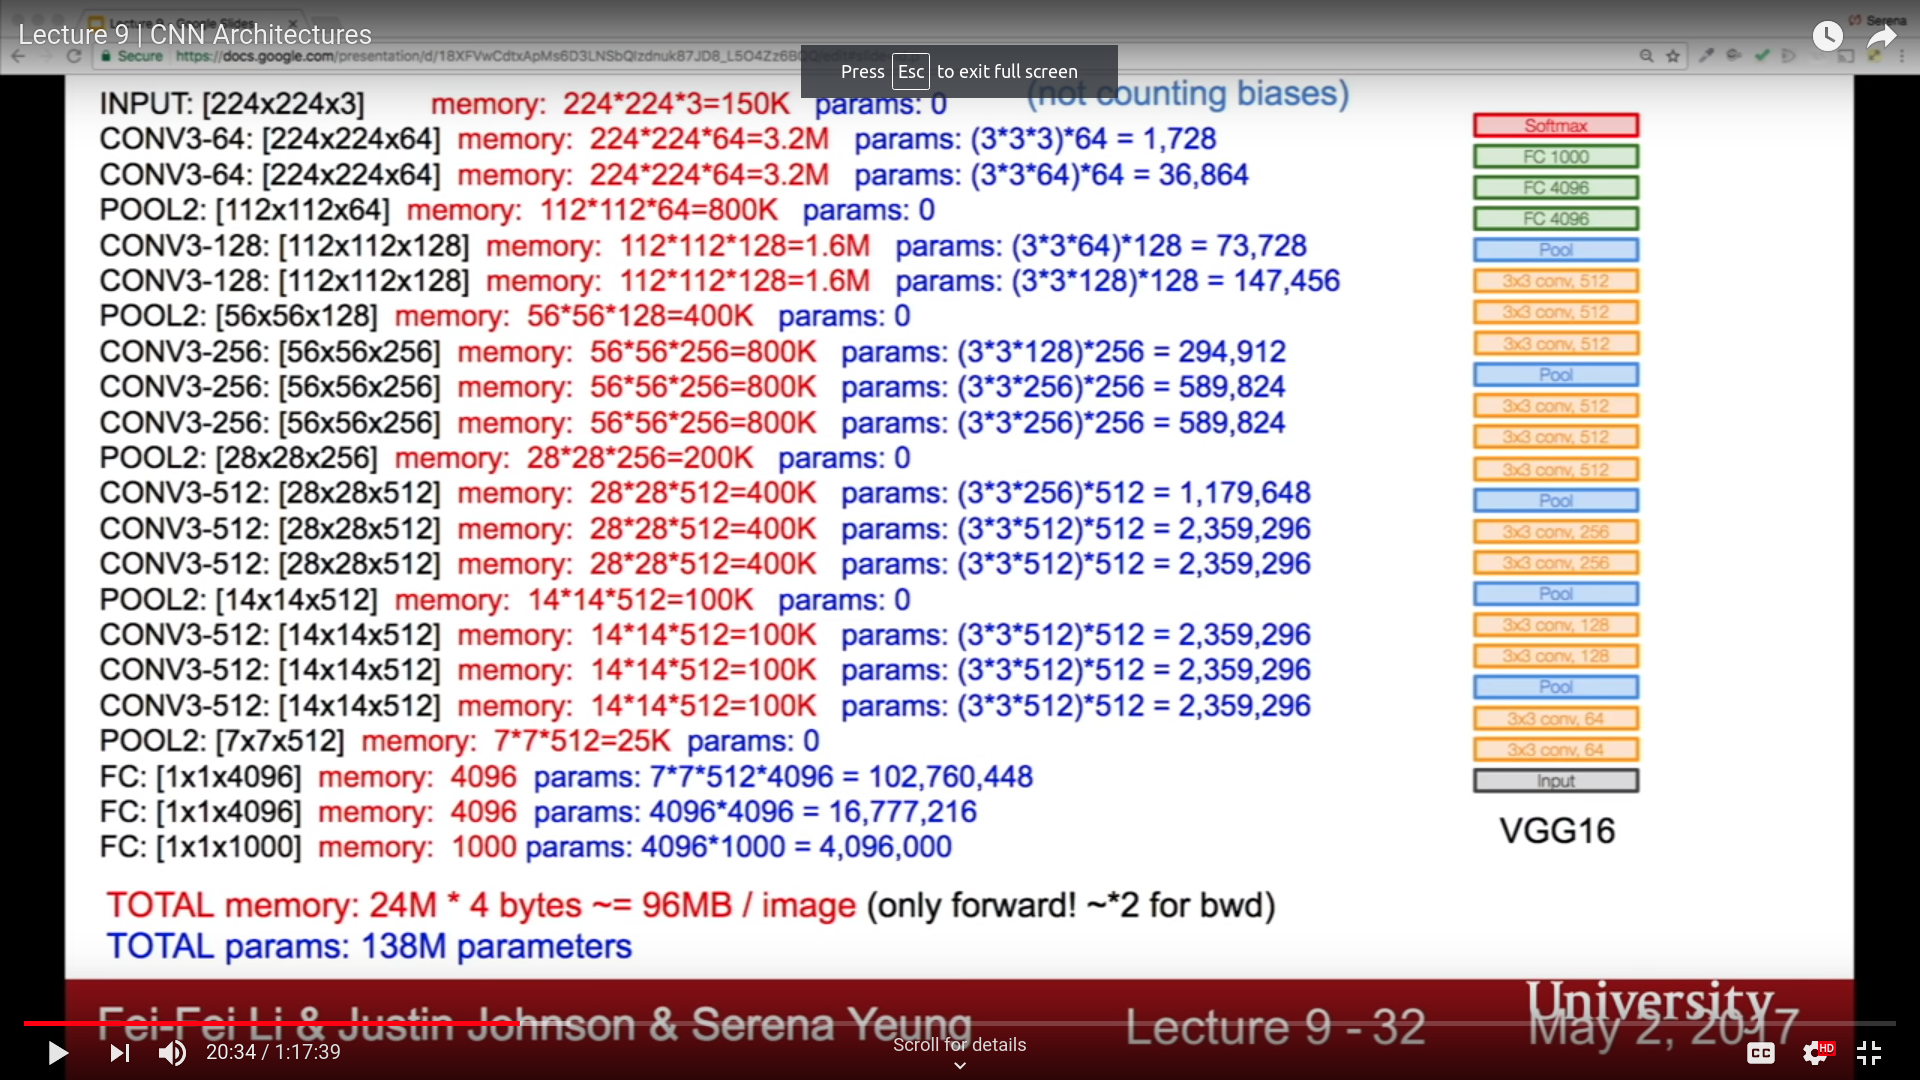 Lecture 9 | CNN Architectures
Serena
Secure
Press Esc to exit full screen
(not counting biases)
INPUT: [224x224x3] memory: 224*224*3=150K params: 0
CONV3-64: [224x224x64] memory: 224*224*64=3.2M params: (3*3*3)*64 = 1,728
CONV3-64: [224x224x64] memory: 224*224*64=3.2M params: (3*3*64)*64 = 36,864
POOL2: [112x112x64] memory: 112*112*64=800K params: 0
CONV3-128: [112x112x128] memory: 112*112*128=1.6M params: (3*3*64)*128 = 73,728
CONV3-128: [112x112x128] memory: 112*112*128=1.6M params: (3*3*128)*128 = 147,456
POOL2: [56x56x128] memory: 56*56*128=400K params: 0
CONV3-256: [56x56x256] memory: 56*56*256=800K params: (3*3*128)*256 = 294,912
CONV3-256: [56x56x256] memory: 56*56*256=800K params: (3*3*256)*256 = 589,824
CONV3-256: [56x56x256] memory: 56*56*256=800K params: (3*3*256)*256 = 589,824
POOL2: [28x28x256] memory: 28*28*256=200K params: 0
CONV3-512: [28x28x512] memory: 28*28*512=400K params: (3*3*256)*512 = 1,179,648
CONV3-512: [28x28x512] memory: 28*28*512=400K params: (3*3*512)*512 = 2,359,296
CONV3-512: [28x28x512] memory: 28*28*512=400K params: (3*3*512)*512 = 2,359,296
POOL2: [14x14x512] memory: 14*14*512=100K params: 0
CONV3-512: [14x14x512] memory: 14*14*512=100K params: (3*3*512)*512 = 2,359,296
CONV3-512: [14x14x512] memory: 14*14*512=100K params: (3*3*512)*512 = 2,359,296
CONV3-512: [14x14x512] memory: 14*14*512=100K params: (3*3*512)*512 = 2,359,296
POOL2: [7x7x512] memory: 7*7*512=25K params: 0
FC: [1x1x4096] memory: 4096 params: 7*7*512*4096 = 102,760,448
FC: [1x1x4096] memory: 4096 params: 4096*4096 = 16,777,216
FC: [1x1x1000] memory: 1000 params: 4096*1000 = 4,096,000
TOTAL memory: 24M * 4 bytes ~= 96MB / image (only forward! ~*2 for bwd)
TOTAL params: 138M parameters
Softmax
FC 1000
FC 4096
FC 4096
Pool
3x3 conv, 512
3x3 conv, 512
3x3 conv, 512
Pool
3x3 conv, 512
3x3 conv, 512
3x3 conv, 512
Pool
3x3 conv, 256
3x3 conv, 256
Pool
3x3 conv, 128
3x3 conv, 128
Pool
3x3 conv, 64
3x3 conv, 64
Input
VGG16
Fei-Fei Li & Justin Johnson & Serena Yeung
Lecture 9 - 32
University
May 2, 2017
20:34 / 1:17:39
Scroll for details
CC
HD